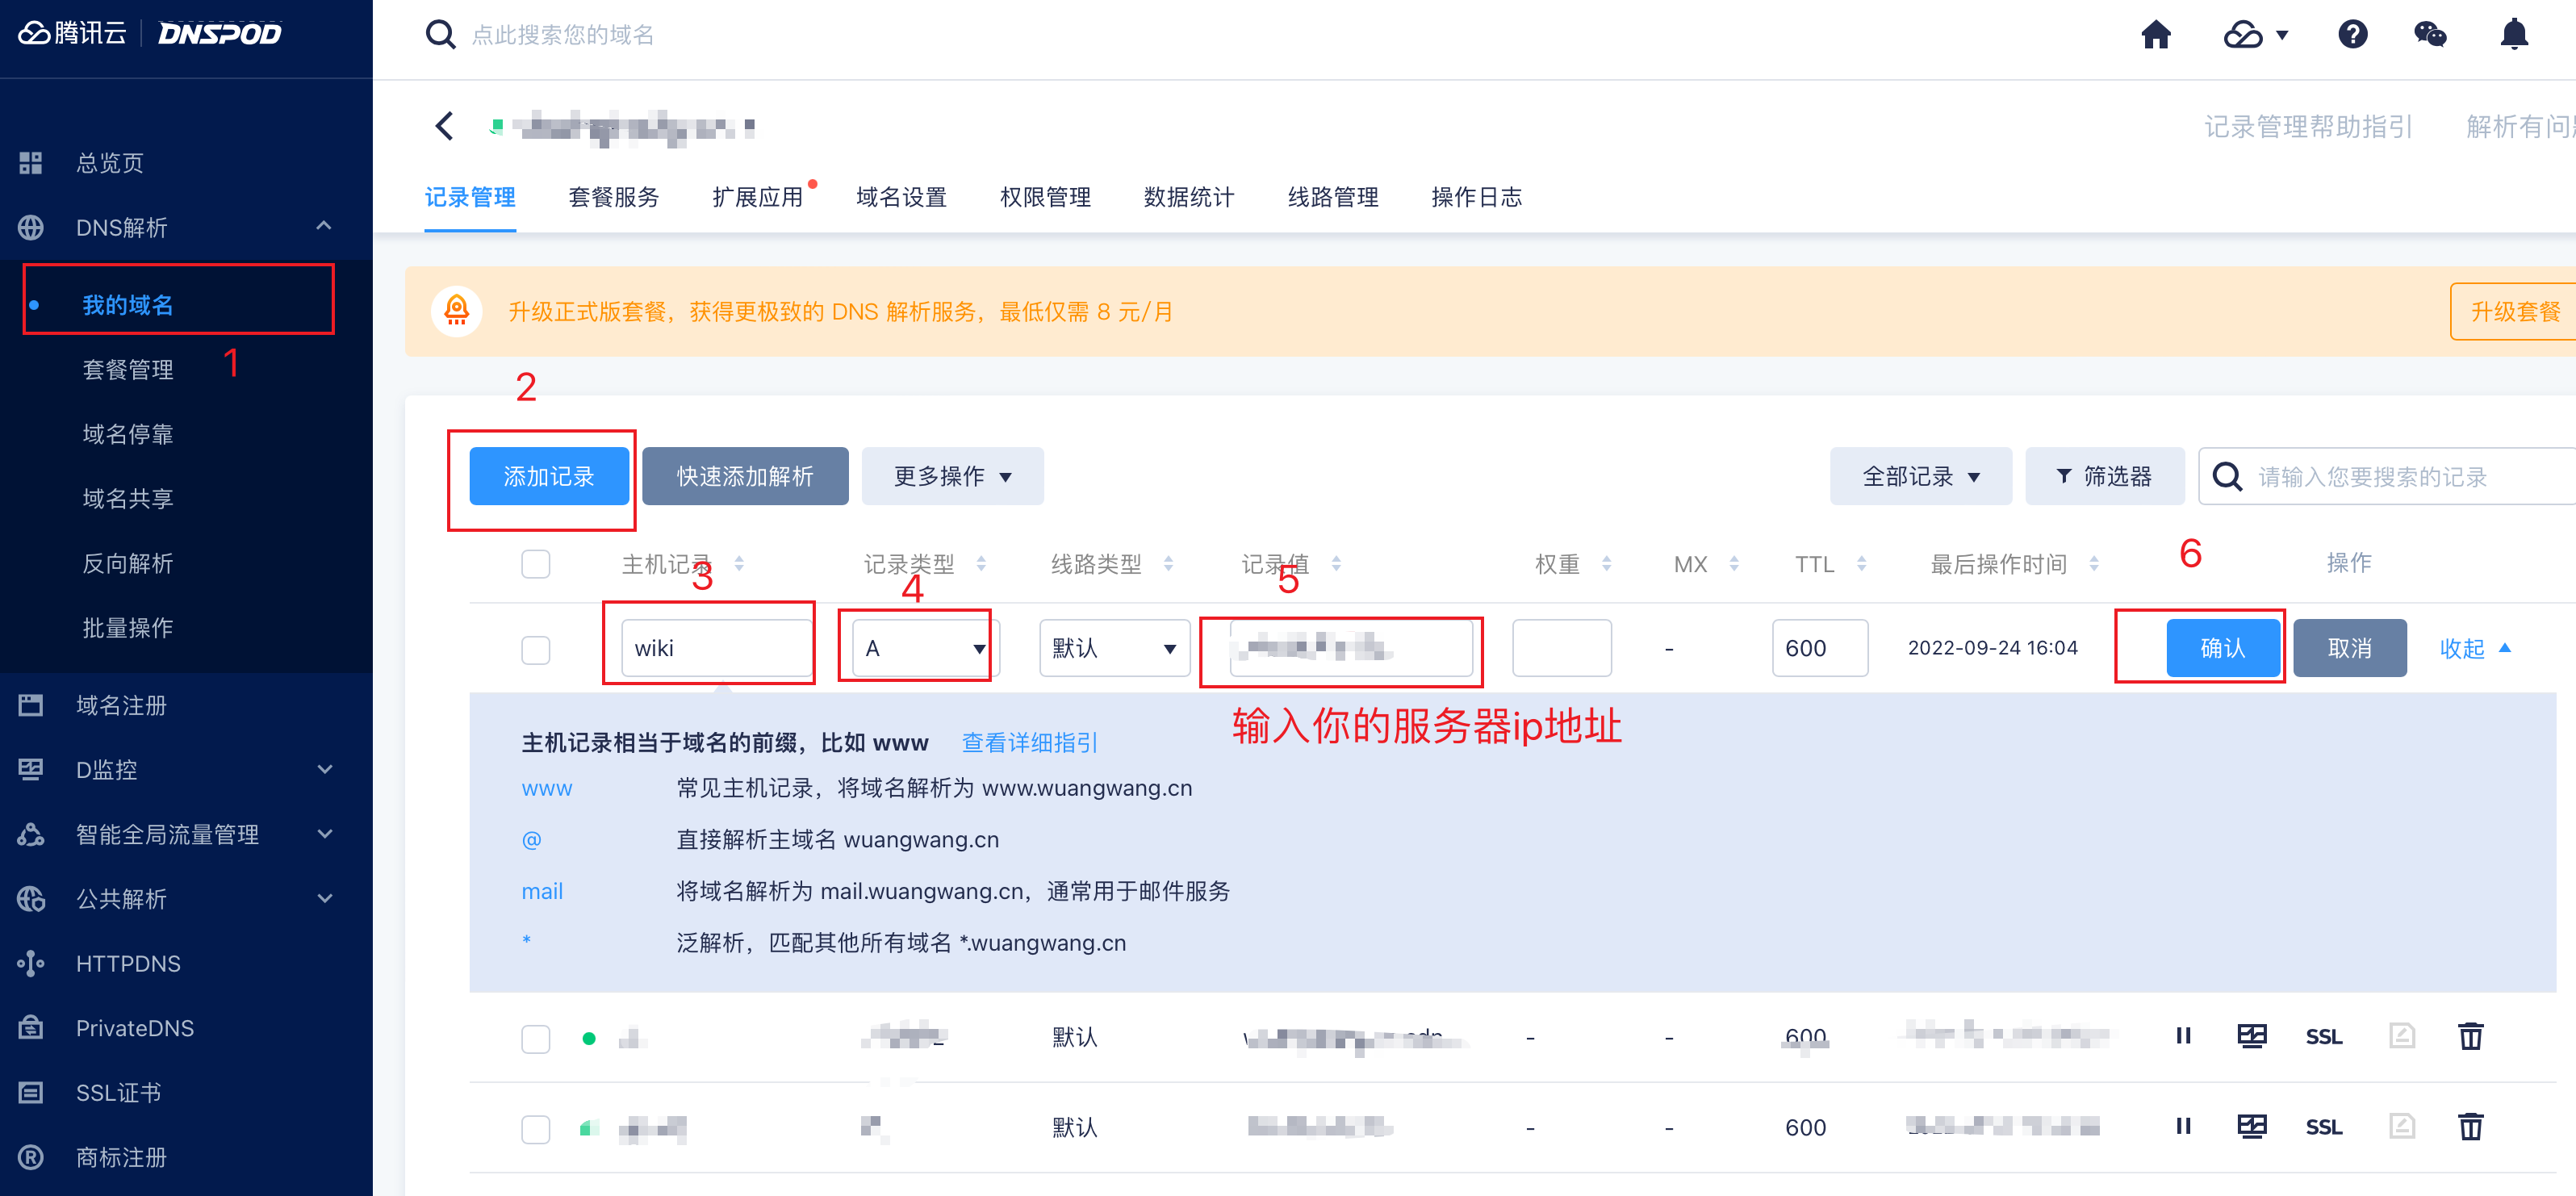 腾讯云 DNSPOD
点此搜索您的域名
总览页
DNS解析
我的域名
1
套餐管理
域名停靠
域名共享
反向解析
批量操作
域名注册
D监控
智能全局流量管理
公共解析
HTTPDNS
PrivateDNS
SSL证书
商标注册
记录管理帮助指引 解析有问
记录管理 套餐服务 扩展应用 域名设置 权限管理 数据统计 线路管理 操作日志
升级正式版套餐，获得更极致的 DNS 解析服务，最低仅需 8 元/月 升级套餐
2
添加记录 快速添加解析 更多操作 全部记录 筛选器 请输入您要搜索的记录
主机记录 记录类型 线路类型 记录值 权重 MX TTL 最后操作时间 操作
3 4 5 6
wiki A 默认 - 600 2022-09-24 16:04 确认 取消 收起
输入你的服务器ip地址
主机记录相当于域名的前缀，比如 www 查看详细指引
www 常见主机记录，将域名解析为 www.wuangwang.cn
@ 直接解析主域名 wuangwang.cn
mail 将域名解析为 mail.wuangwang.cn，通常用于邮件服务
* 泛解析，匹配其他所有域名 *.wuangwang.cn
默认 - - 600 SSL
默认 - - 600 SSL